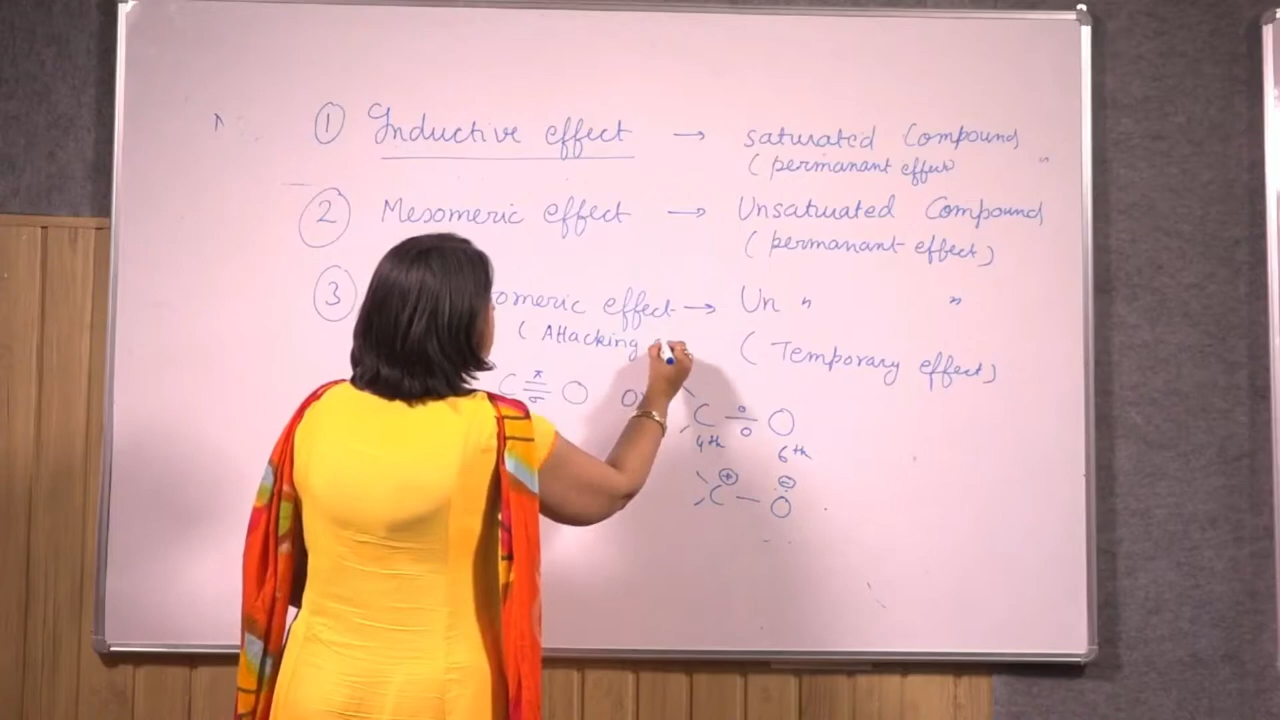 ① Inductive effect → saturated Compound
(permanant effect
② Mesomeric effect → Unsaturated Compound
(permanant effect)
③ omeric effect → Un " "
(Attacking
(Temporary effect)
C π σ O
C O
4th 6th
C ⊕ — O ⊖